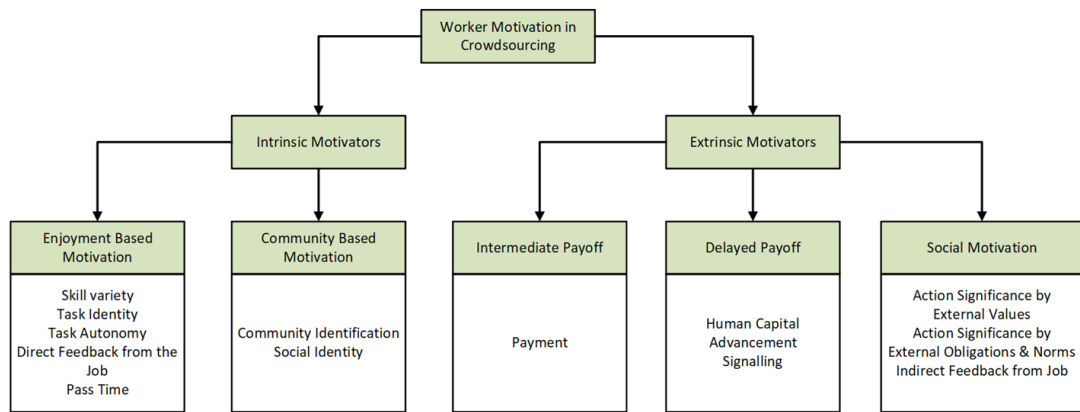 Worker Motivation in
Crowdsourcing
Intrinsic Motivators
Extrinsic Motivators
Enjoyment Based
Motivation
Skill variety
Task Identity
Task Autonomy
Direct Feedback from the
Job
Pass Time
Community Based
Motivation
Community Identification
Social Identity
Intermediate Payoff
Payment
Delayed Payoff
Human Capital
Advancement
Signalling
Social Motivation
Action Significance by
External Values
Action Significance by
External Obligations & Norms
Indirect Feedback from Job